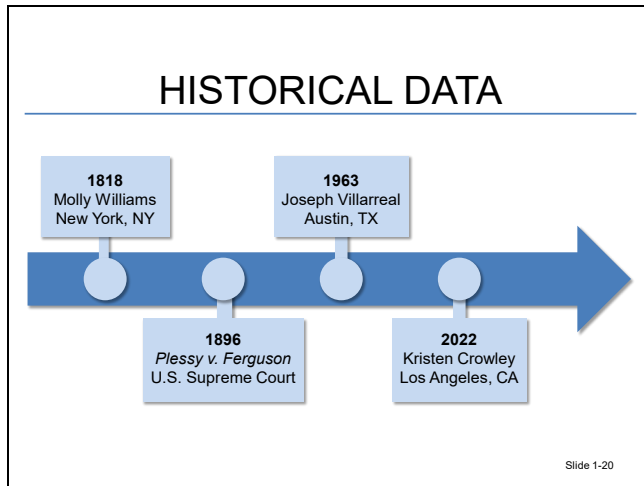 HISTORICAL DATA
1818
Molly Williams
New York, NY
1896
Plessy v. Ferguson
U.S. Supreme Court
1963
Joseph Villarreal
Austin, TX
2022
Kristen Crowley
Los Angeles, CA
Slide 1-20